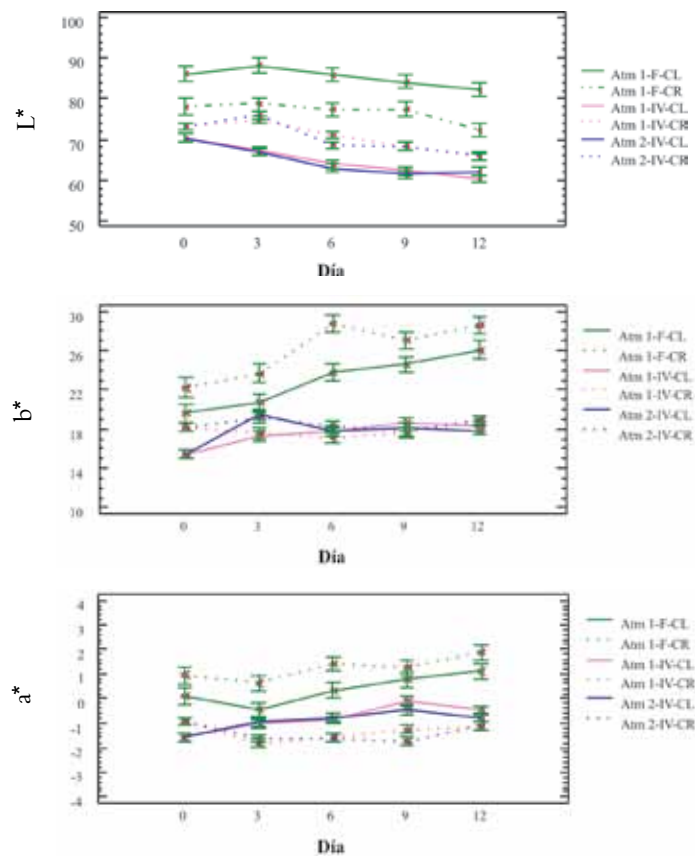 L*
100
90
80
70
60
50
0 3 6 9 12
Día
Atm 1-F-CL
Atm 1-F-CR
Atm 1-IV-CL
Atm 1-IV-CR
Atm 2-IV-CL
Atm 2-IV-CR
b*
30
26
22
18
14
10
0 3 6 9 12
Día
Atm 1-F-CL
Atm 1-F-CR
Atm 1-IV-CL
Atm 1-IV-CR
Atm 2-IV-CL
Atm 2-IV-CR
a*
4
3
2
1
0
-1
-2
-3
-4
0 3 6 9 12
Día
Atm 1-F-CL
Atm 1-F-CR
Atm 1-IV-CL
Atm 1-IV-CR
Atm 2-IV-CL
Atm 2-IV-CR